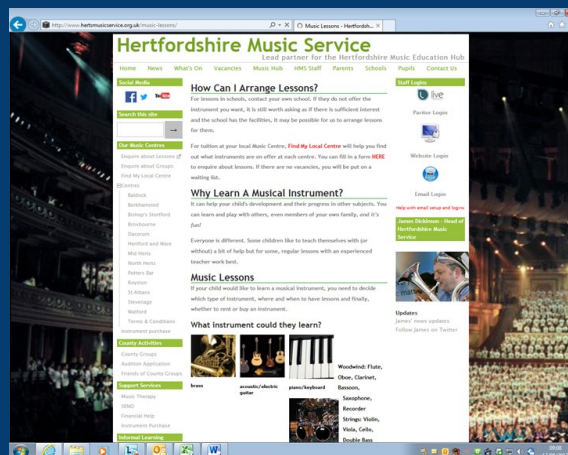 http://www.hertsmusicservice.org.uk/music-lessons/
Music Lessons - Hertfordsh...
Hertfordshire Music Service
Lead partner for the Hertfordshire Music Education Hub
Home News What's On Vacancies Music Hub HMS Staff Parents Schools Pupils Contact Us
Social Media
YouTube
Search this site
Our Music Centres
Enquire about Lessons
Enquire about Groups
Find My Local Centre
Centres
Baldock
Berkhamsted
Bishop's Stortford
Broxbourne
Dacorum
Hertford and Ware
Mid Herts
North Herts
Potters Bar
Royston
St Albans
Stevenage
Watford
Terms & Conditions
Instrument purchase
County Activities
County Groups
Audition Application
Friends of County Groups
Support Services
Music Therapy
SEND
Financial Help
Instrument Purchase
Informal Learning
How Can I Arrange Lessons?
For lessons in schools, contact your own school. If they do not offer the
instrument you want, it is still worth asking as if there is sufficient interest
and the school has the facilities, it may be possible for us to arrange lessons
for them.
For tuition at your local Music Centre, Find My Local Centre will help you find
out what instruments are on offer at each centre. You can fill in a form HERE
to enquire about lessons. If there are no vacancies, you will be put on a
waiting list.
Why Learn A Musical Instrument?
It can help your child's development and their progress in other subjects. You
can learn and play with others, even members of your own family, and it's
fun!
Everyone is different. Some children like to teach themselves with (or
without) a bit of help but for some, regular lessons with an experienced
teacher work best.
Music Lessons
If your child would like to learn a musical instrument, you need to decide
which type of instrument, where and when to have lessons and finally,
whether to rent or buy an instrument.
What instrument could they learn?
brass
acoustic/electric
guitar
piano/keyboard
Woodwind: Flute,
Oboe, Clarinet,
Bassoon,
Saophone,
Recorder
Strings: Violin,
Viola, Cello,
Double Bass
Staff Logins
live
Paritor Login
Website Login
Email Login
Help with email setup and logins
James Dickinson - Head of
Hertfordshire Music
Service
Updates
James' news updates
Follow James on Twitter